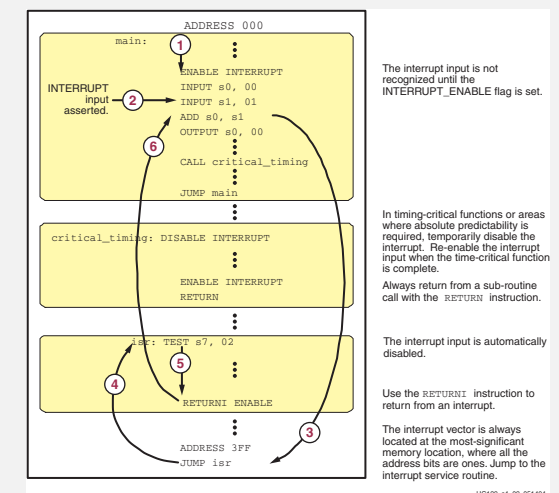 ADDRESS 000
main:
1
ENABLE INTERRUPT
INPUT s0, 00
INTERRUPT
input
asserted.
2
INPUT s1, 01
ADD s0, s1
OUTPUT s0, 00
6
CALL critical_timing
JUMP main
The interrupt input is not
recognized until the
INTERRUPT_ENABLE flag is set.
critical_timing: DISABLE INTERRUPT
ENABLE INTERRUPT
RETURN
In timing-critical functions or areas
where absolute predictability is
required, temporarily disable the
interrupt. Re-enable the interrupt
input when the time-critical function
is complete.
Always return from a sub-routine
call with the RETURN instruction.
isr: TEST s7, 02
5
4
RETURNI ENABLE
The interrupt input is automatically
disabled.
Use the RETURNI instruction to
return from an interrupt.
3
ADDRESS 3FF
JUMP isr
The interrupt vector is always
located at the most-significant
memory location, where all the
address bits are ones. Jump to the
interrupt service routine.